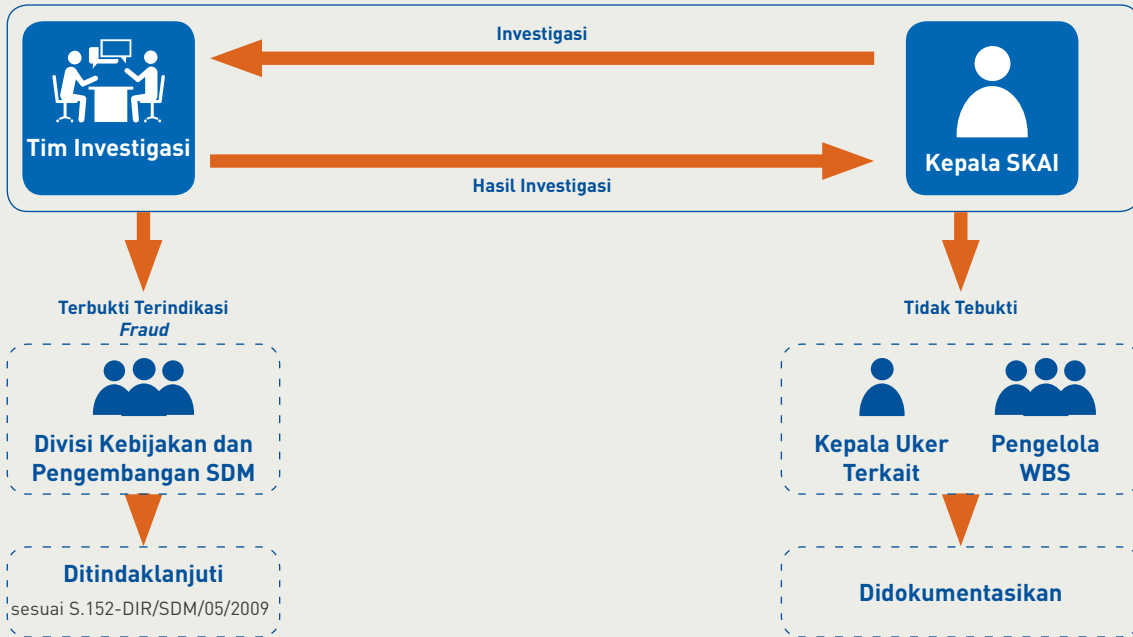 Investigasi
Tim Investigasi
Kepala SKAI
Hasil Investigasi
Terbukti Terindikasi
Fraud
Tidak Tebukti
Divisi Kebijakan dan
Pengembangan SDM
Kepala Uker
Terkait
Pengelola
WBS
Ditindaklanjuti
sesuai S.152-DIR/SDM/05/2009
Didokumentasikan